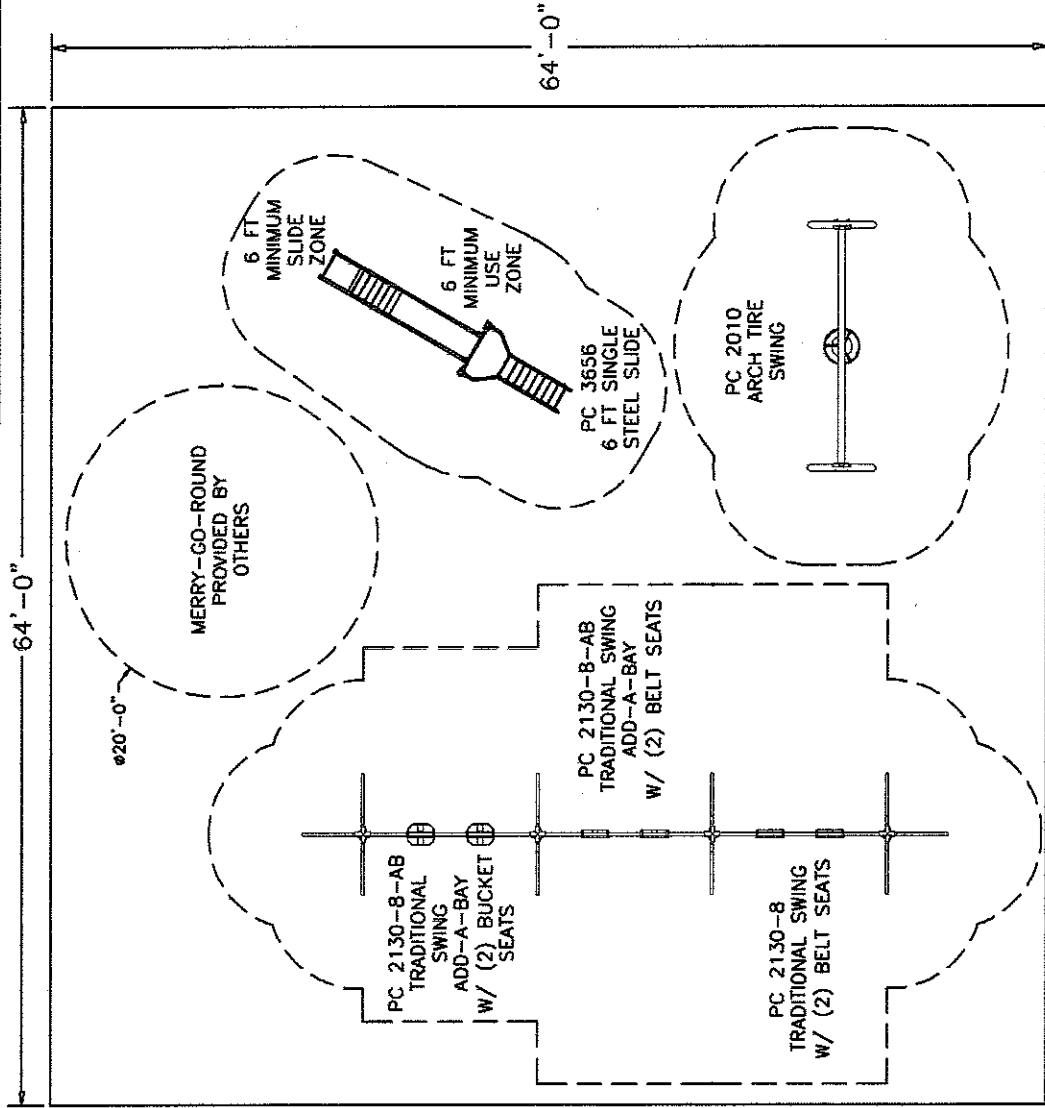 64'-0"
64'-0"
ø20'-0"
MERRY-GO-ROUND
PROVIDED BY
OTHERS
6 FT
MINIMUM
SLIDE
ZONE
6 FT
MINIMUM
USE
ZONE
PC 3656
6 FT SINGLE
STEEL SLIDE
PC 2130-8-AB
TRADITIONAL
SWING
ADD-A-BAY
W/ (2) BUCKET
SEATS
PC 2130-8-AB
TRADITIONAL SWING
ADD-A-BAY
W/ (2) BELT SEATS
PC 2010
ARCH TIRE
SWING
PC 2130-8
TRADITIONAL SWING
W/ (2) BELT SEATS